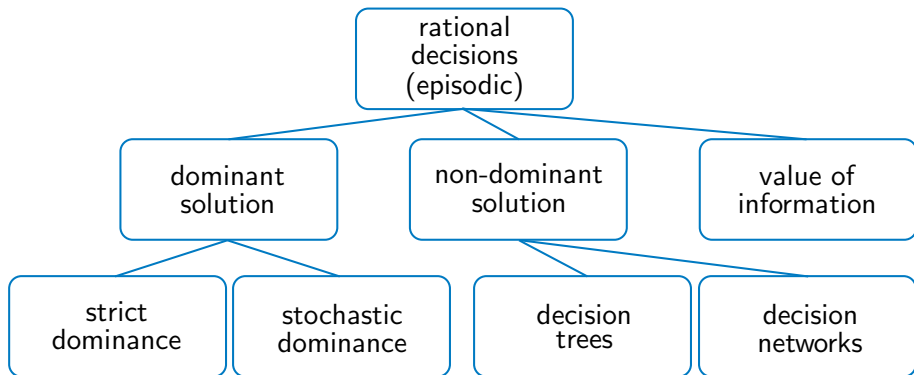 rational
decisions
(episodic)
dominant
solution
non-dominant
solution
value of
information
strict
dominance
stochastic
dominance
decision
trees
decision
networks